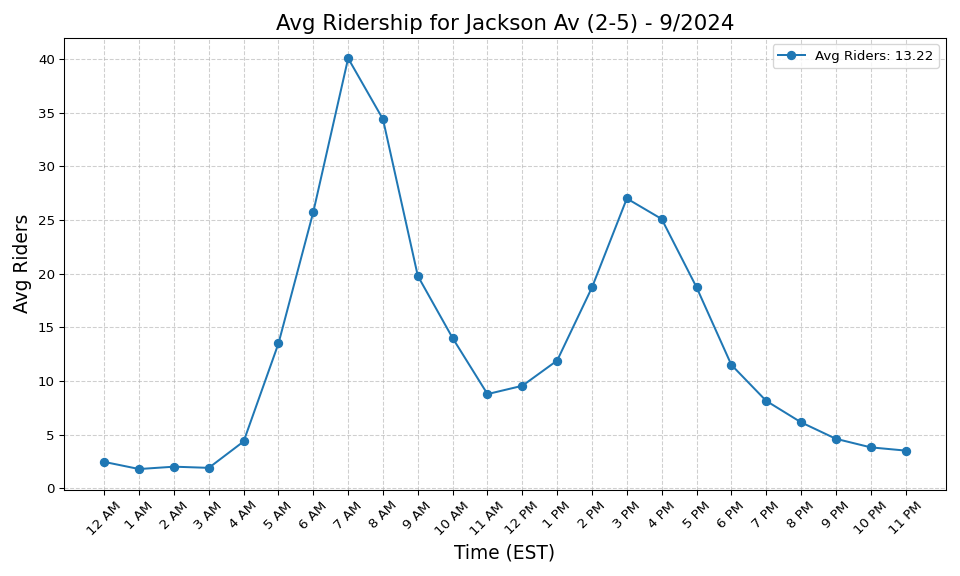 Avg Ridership for Jackson Av (2-5) - 9/2024
Avg Riders: 13.22
Avg Riders
40
35
30
25
20
15
10
5
0
12 AM
1 AM
2 AM
3 AM
4 AM
5 AM
6 AM
7 AM
8 AM
9 AM
10 AM
11 AM
12 PM
1 PM
2 PM
3 PM
4 PM
5 PM
6 PM
7 PM
8 PM
9 PM
10 PM
11 PM
Time (EST)